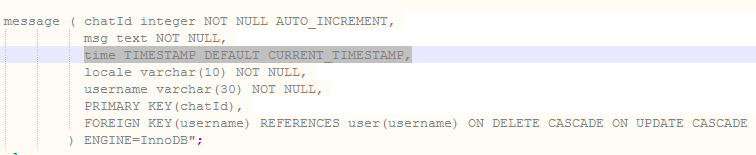 message ( chatId integer NOT NULL AUTO_INCREMENT,
msg text NOT NULL,
time TIMESTAMP DEFAULT CURRENT_TIMESTAMP,
locale varchar(10) NOT NULL,
username varchar(30) NOT NULL,
PRIMARY KEY(chatId),
FOREIGN KEY(username) REFERENCES user(username) ON DELETE CASCADE ON UPDATE CASCADE
) ENGINE=InnoDB";